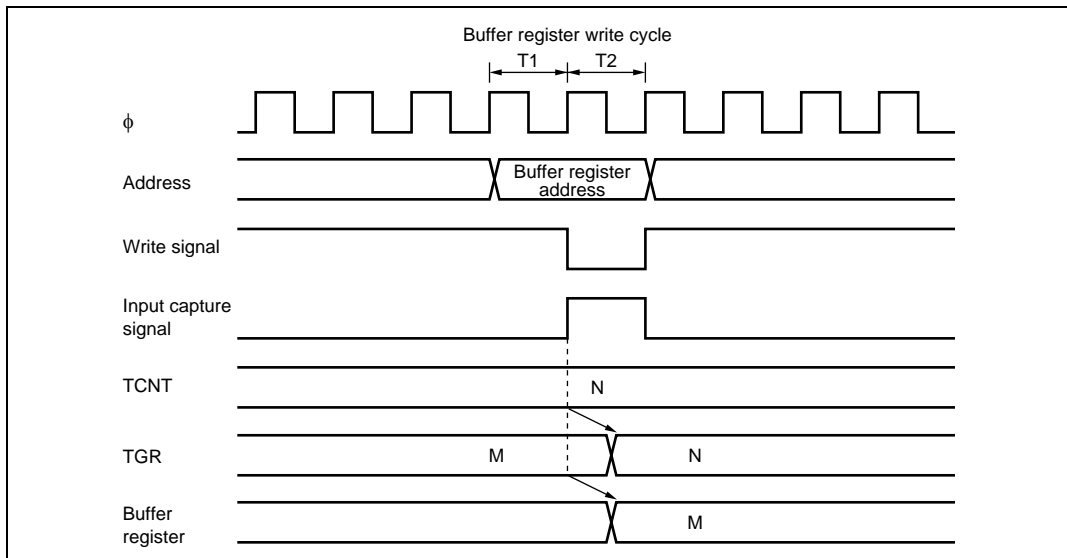 Buffer register write cycle
T1 T2
ϕ
Address
Buffer register
address
Write signal
Input capture
signal
TCNT
N
TGR
M N
Buffer
register
M